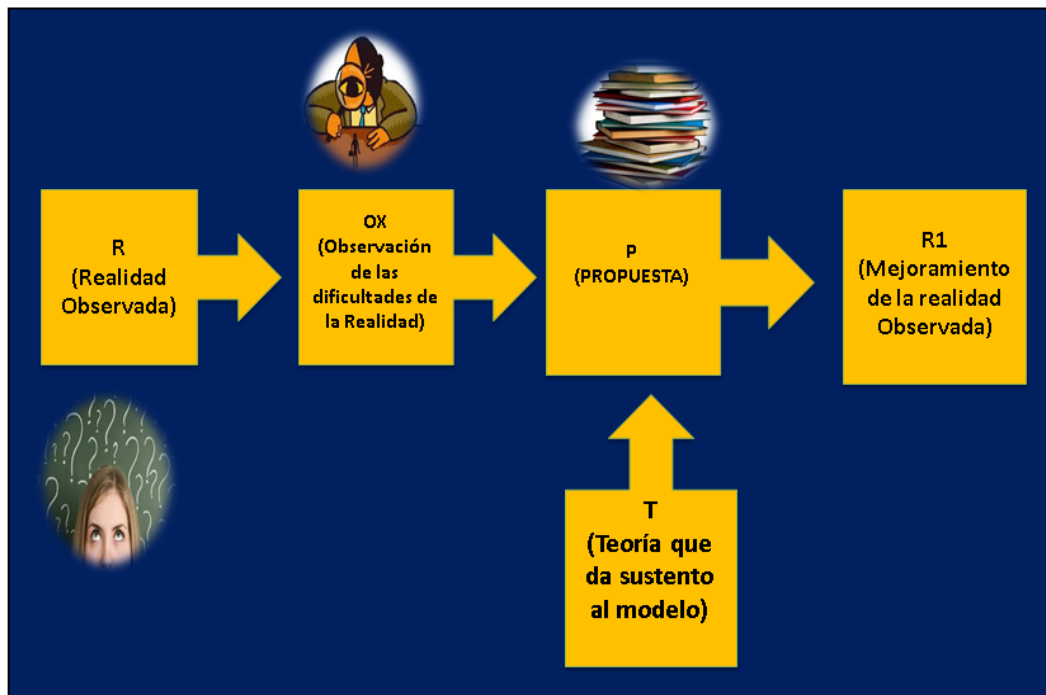 R
(Realidad
Observada)
OX
(Observación
de las
dificultades de
la Realidad)
P
(PROPUESTA)
R1
(Mejoramiento
de la realidad
Observada)
T
(Teoría que
da sustento
al modelo)